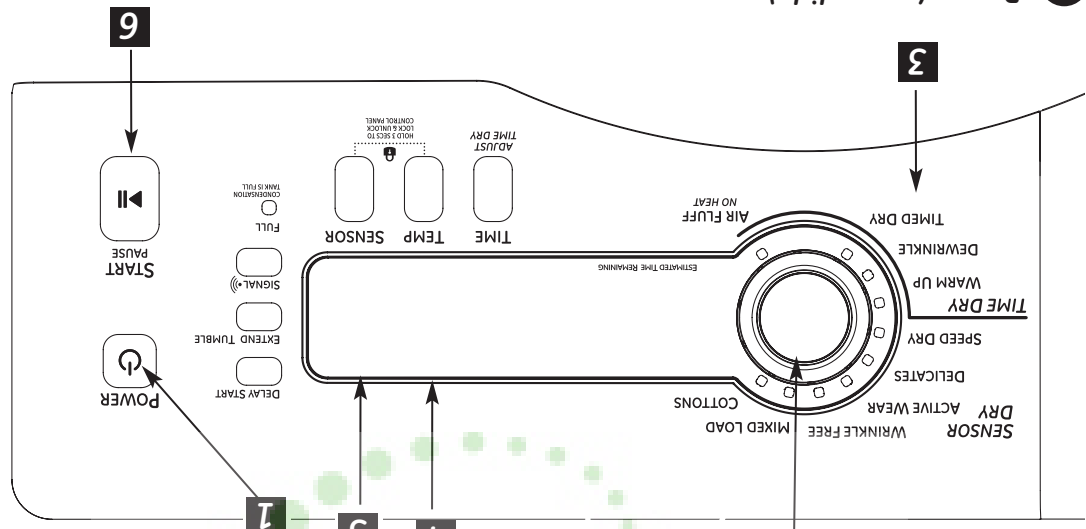 1
SENSOR
DRY
WRINKLE FREE
MIXED LOAD
COTTONS
ACTIVE WEAR
DELICATES
SPEED DRY
TIME DRY
WARM UP
DEWRINKLE
TIMED DRY
AIR FLUFF
NO HEAT
ESTIMATED TIME REMAINING
TIME
ADJUST
TIME DRY
TEMP
SENSOR
HOLD 3 SECS TO
LOCK & UNLOCK
CONTROL PANEL
DELAY START
EXTEND TUMBLE
SIGNAL
FULL
CONDENSATION
TANK IS FULL
POWER
START
PAUSE
3
6